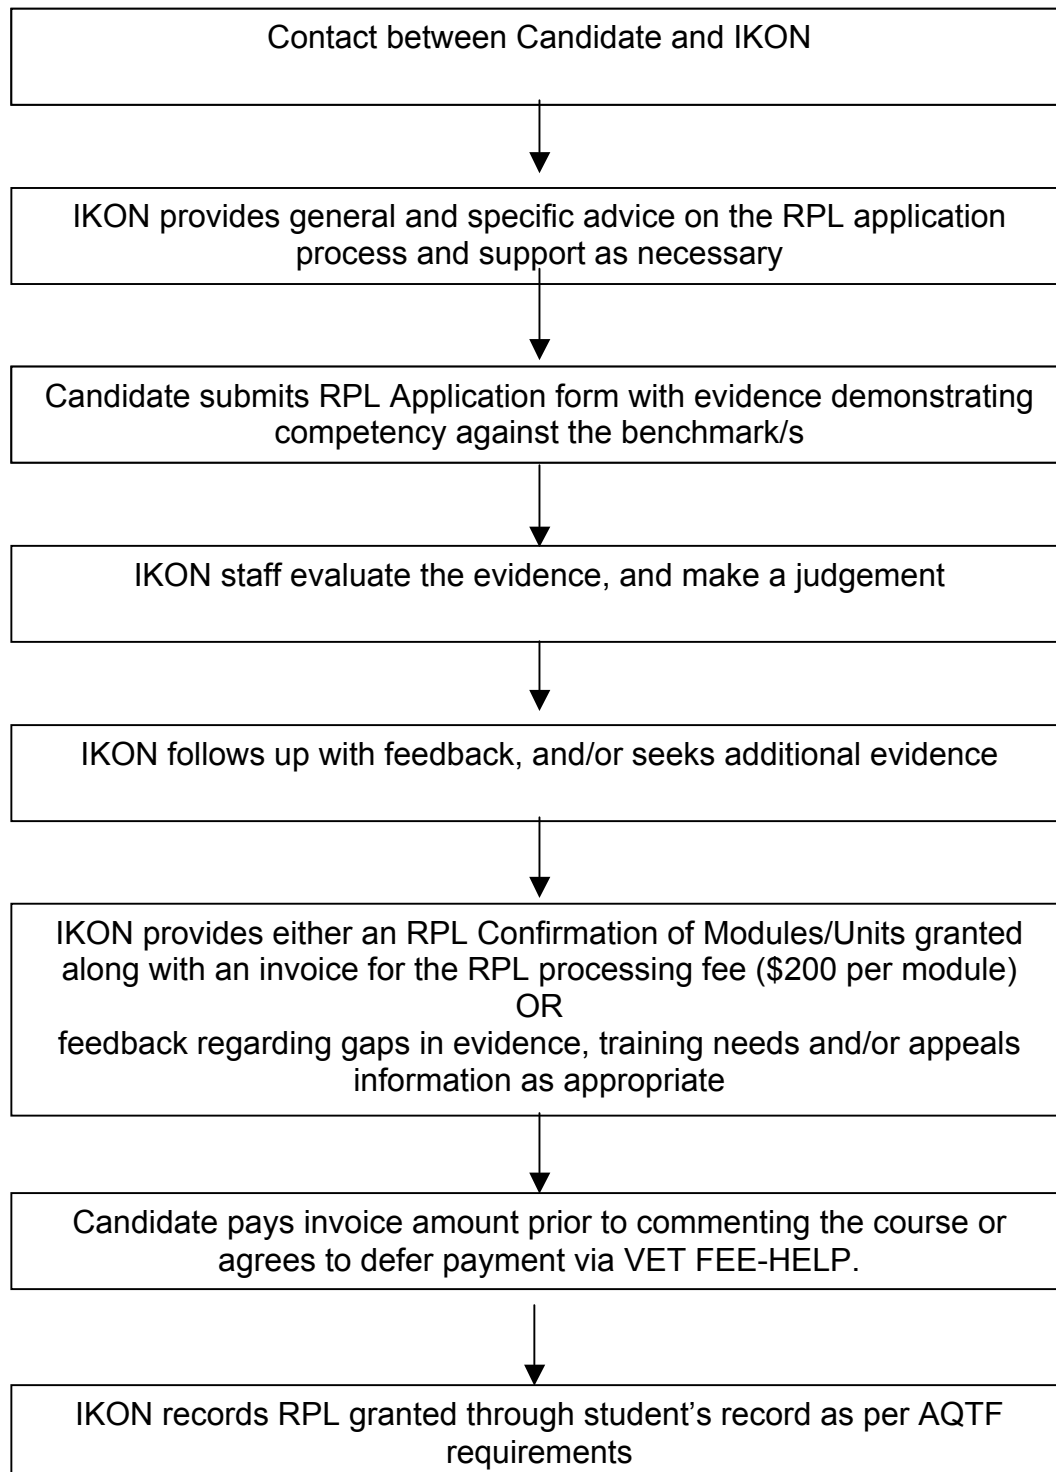 Contact between Candidate and IKON
IKON provides general and specific advice on the RPL application
process and support as necessary
Candidate submits RPL Application form with evidence demonstrating
competency against the benchmark/s
IKON staff evaluate the evidence, and make a judgement
IKON follows up with feedback, and/or seeks additional evidence
IKON provides either an RPL Confirmation of Modules/Units granted
along with an invoice for the RPL processing fee ($200 per module)
OR
feedback regarding gaps in evidence, training needs and/or appeals
information as appropriate
Candidate pays invoice amount prior to commenting the course or
agrees to defer payment via VET FEE-HELP.
IKON records RPL granted through student’s record as per AQTF
requirements